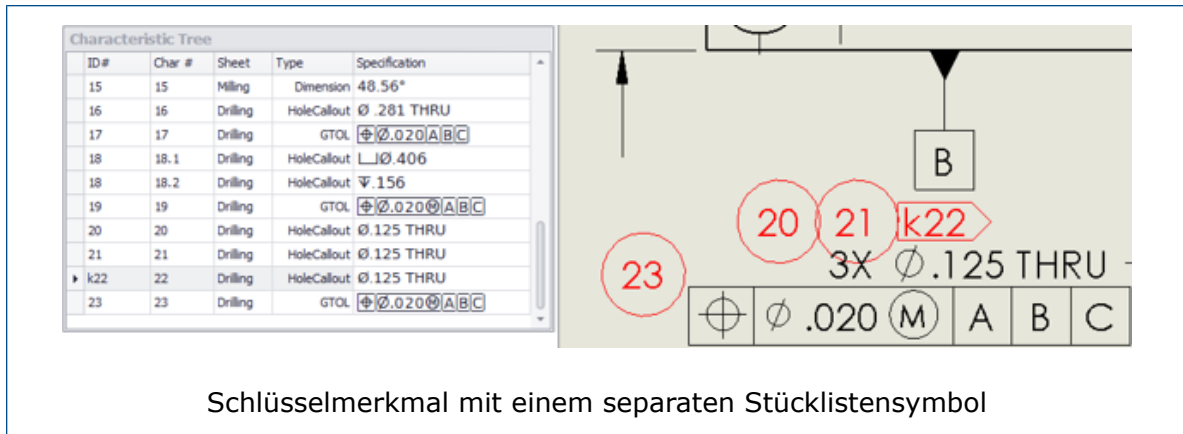 Characteristic Tree
ID# Char # Sheet Type Specification
15 15 Milling Dimension 48.56°
16 16 Drilling HoleCallout Ø .281 THRU
17 17 Drilling GTOL ⌖Ø.020ABC
18 18.1 Drilling HoleCallout ⌴Ø.406
18 18.2 Drilling HoleCallout ↧.156
19 19 Drilling GTOL ⌖Ø.020ⓂABC
20 20 Drilling HoleCallout Ø.125 THRU
21 21 Drilling HoleCallout Ø.125 THRU
k22 22 Drilling HoleCallout Ø.125 THRU
23 23 Drilling GTOL ⌖Ø.020ⓂABC
B
20 21 k22
23
3X Ø.125 THRU
⌖ Ø .020 Ⓜ A B C
Schlüsselmerkmal mit einem separaten Stücklistensymbol